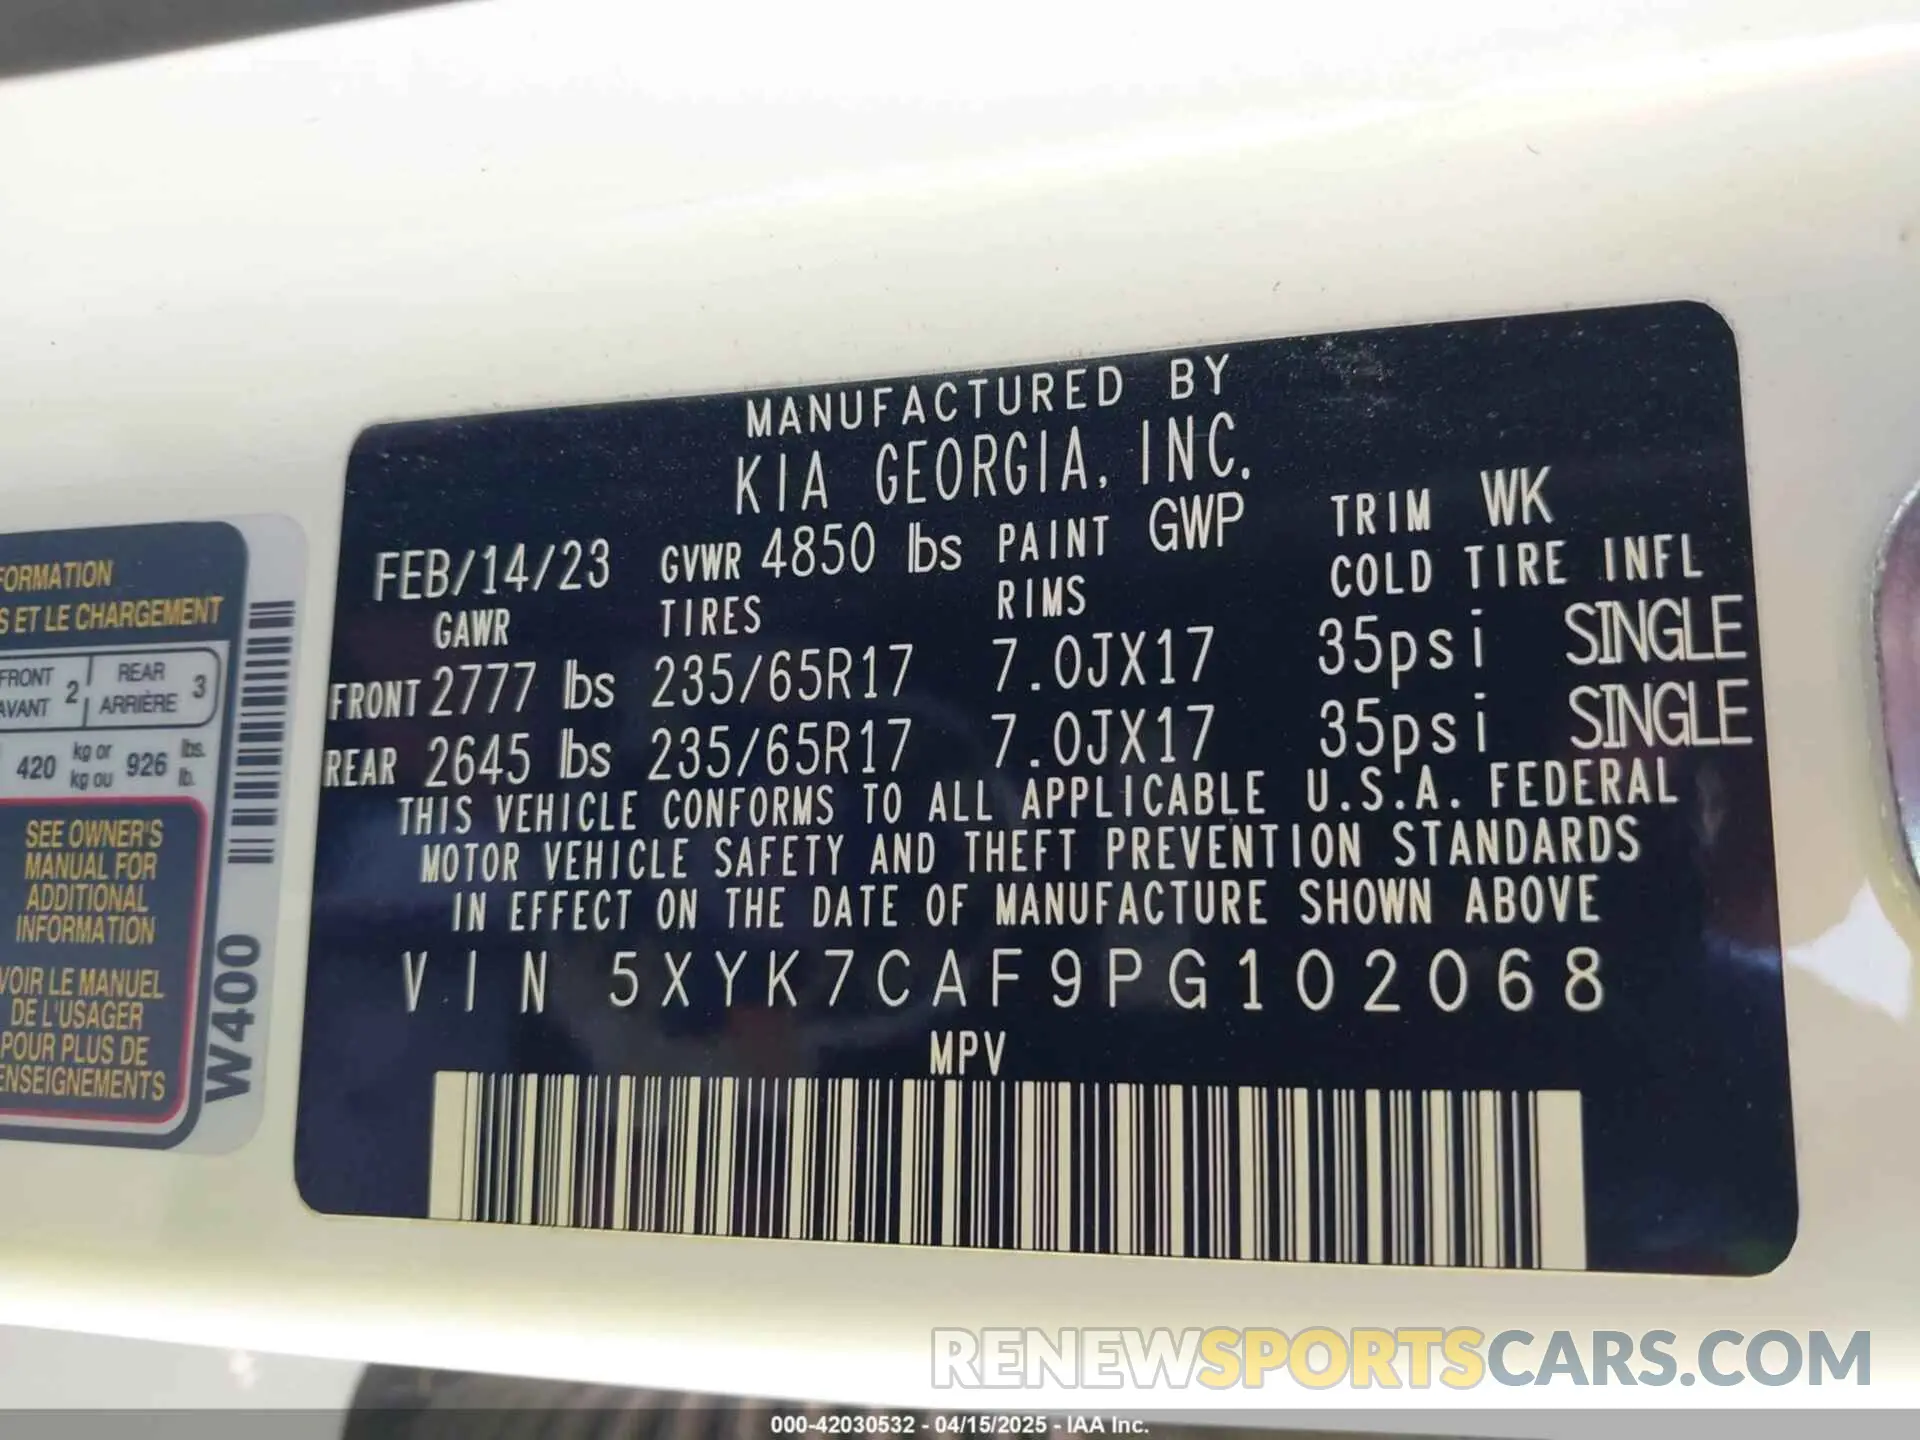 FORMATION
S ET LE CHARGEMENT
FRONT AVANT 2 REAR ARRIÈRE 3
420 kg or kg ou 926 lbs. lb.
SEE OWNER'S
MANUAL FOR
ADDITIONAL
INFORMATION
VOIR LE MANUEL
DE L'USAGER
POUR PLUS DE
ENSEIGNEMENTS
W400
MANUFACTURED BY
KIA GEORGIA, INC.
FEB/14/23 GVWR 4850 lbs PAINT GWP TRIM WK
GAWR TIRES RIMS COLD TIRE INFL
FRONT 2777 lbs 235/65R17 7.0JX17 35psi SINGLE
REAR 2645 lbs 235/65R17 7.0JX17 35psi SINGLE
THIS VEHICLE CONFORMS TO ALL APPLICABLE U.S.A. FEDERAL
MOTOR VEHICLE SAFETY AND THEFT PREVENTION STANDARDS
IN EFFECT ON THE DATE OF MANUFACTURE SHOWN ABOVE
VIN 5XYK7CAF9PG102068
MPV
RENEWSPORTSCARS.COM
000-42030532 - 04/15/2025 - IAA Inc.